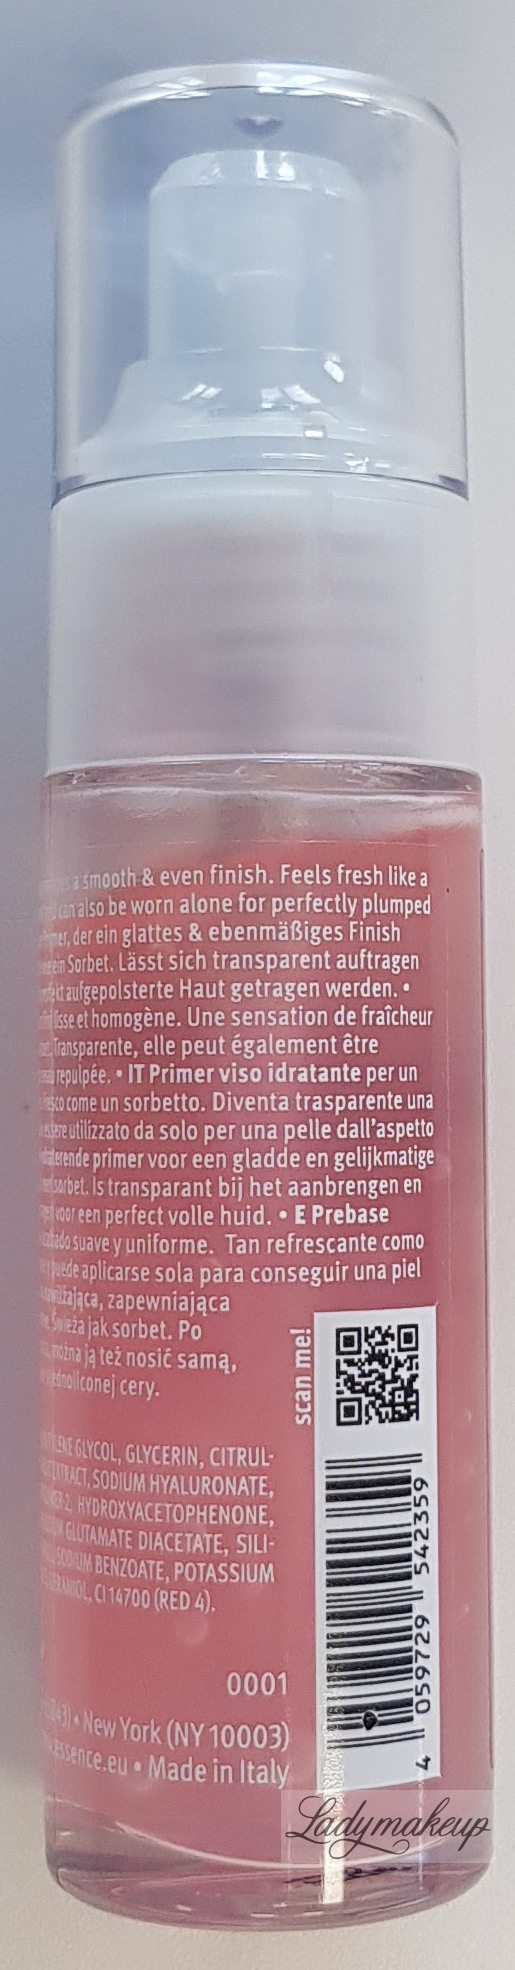 a smooth & even finish. Feels fresh like a
can also be worn alone for perfectly plumped
der ein glattes & ebenmäßiges Finish
ein Sorbet. Lässt sich transparent auftragen
aufgepolsterte Haut getragen werden. •
et homogène. Une sensation de fraîcheur
Transparente, elle peut également être
repulpée. • IT Primer viso idratante per un
come un sorbetto. Diventa trasparente una
essere utilizzato da solo per una pelle dall'aspetto
primer voor een gladde en gelijkmatige
sorbet. Is transparant bij het aanbrengen en
voor een perfect volle huid. • E Prebase
suave y uniforme. Tan refrescante como
puede aplicarse sola para conseguir una piel
zapewniająca
Świeża jak sorbet. Po
można ją też nosić samą,
cery.
scan me!
GLYCOL, GLYCERIN, CITRUL-
EXTRACT, SODIUM HYALURONATE,
HYDROXYACETOPHENONE,
GLUTAMATE DIACETATE, SILI-
SODIUM BENZOATE, POTASSIUM
GERANIOL, CI 14700 (RED 4).
4 059729 542359
0001
• New York (NY 10003)
essence.eu • Made in Italy
Ladymakeup